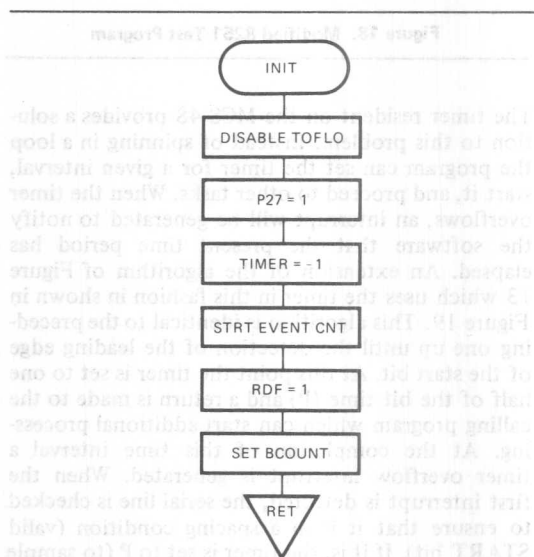 Figure 18. Modified 8251 Test Program
INIT
DISABLE TOFLO
P27 = 1
TIMER = -1
STRT EVENT CNT
RDF = 1
SET BCOUNT
RET
The timer resident on the MCS-48 provides a solu-
tion to this problem. Instead of spinning in a loop
the program can set the timer for a given interval,
start it, and proceed to other tasks. When the timer
overflows, an interrupt will be generated to notify
the software that the preset time period has
elapsed. An extension of the algorithm of Figure
13 which uses the timer in this fashion in shown in
Figure 19. This algorithm is identical to the preced-
ing one up until the detection of the leading edge
of the start bit. At this point the timer is set to one
half of the bit time (P) and a return is made to the
calling program which can start additional process-
ing. At the completion of this time interval a
timer overflow interrupt is generated. When the
first interrupt is detected, the serial line is checked
to ensure that it is in a spacing condition (valid
START bit). If it is, the timer is set to P (to sample